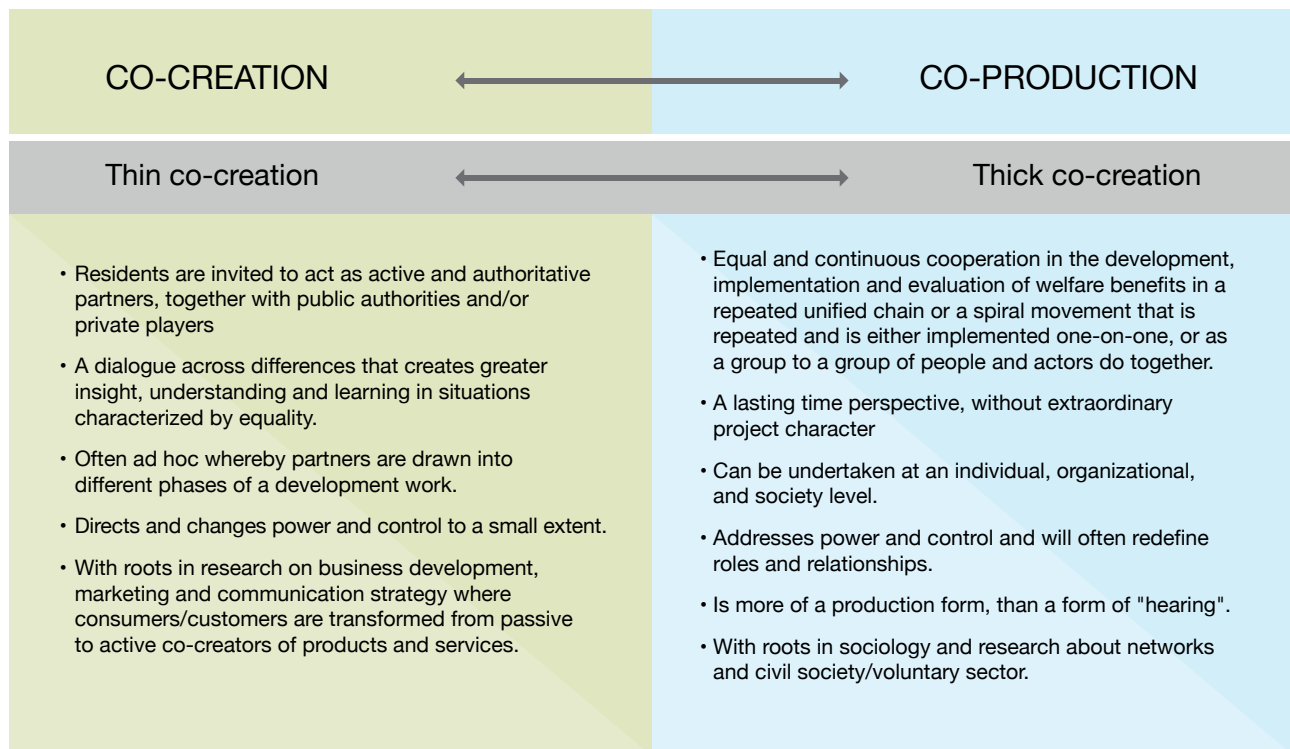 CO-CREATION
CO-PRODUCTION
Thin co-creation
Thick co-creation
• Residents are invited to act as active and authoritative
partners, together with public authorities and/or
private players
• A dialogue across differences that creates greater
insight, understanding and learning in situations
characterized by equality.
• Often ad hoc whereby partners are drawn into
different phases of a development work.
• Directs and changes power and control to a small extent.
• With roots in research on business development,
marketing and communication strategy where
consumers/customers are transformed from passive
to active co-creators of products and services.
• Equal and continuous cooperation in the development,
implementation and evaluation of welfare benefits in a
repeated unified chain or a spiral movement that is
repeated and is either implemented one-on-one, or as
a group to a group of people and actors do together.
• A lasting time perspective, without extraordinary
project character
• Can be undertaken at an individual, organizational,
and society level.
• Addresses power and control and will often redefine
roles and relationships.
• Is more of a production form, than a form of "hearing".
• With roots in sociology and research about networks
and civil society/voluntary sector.